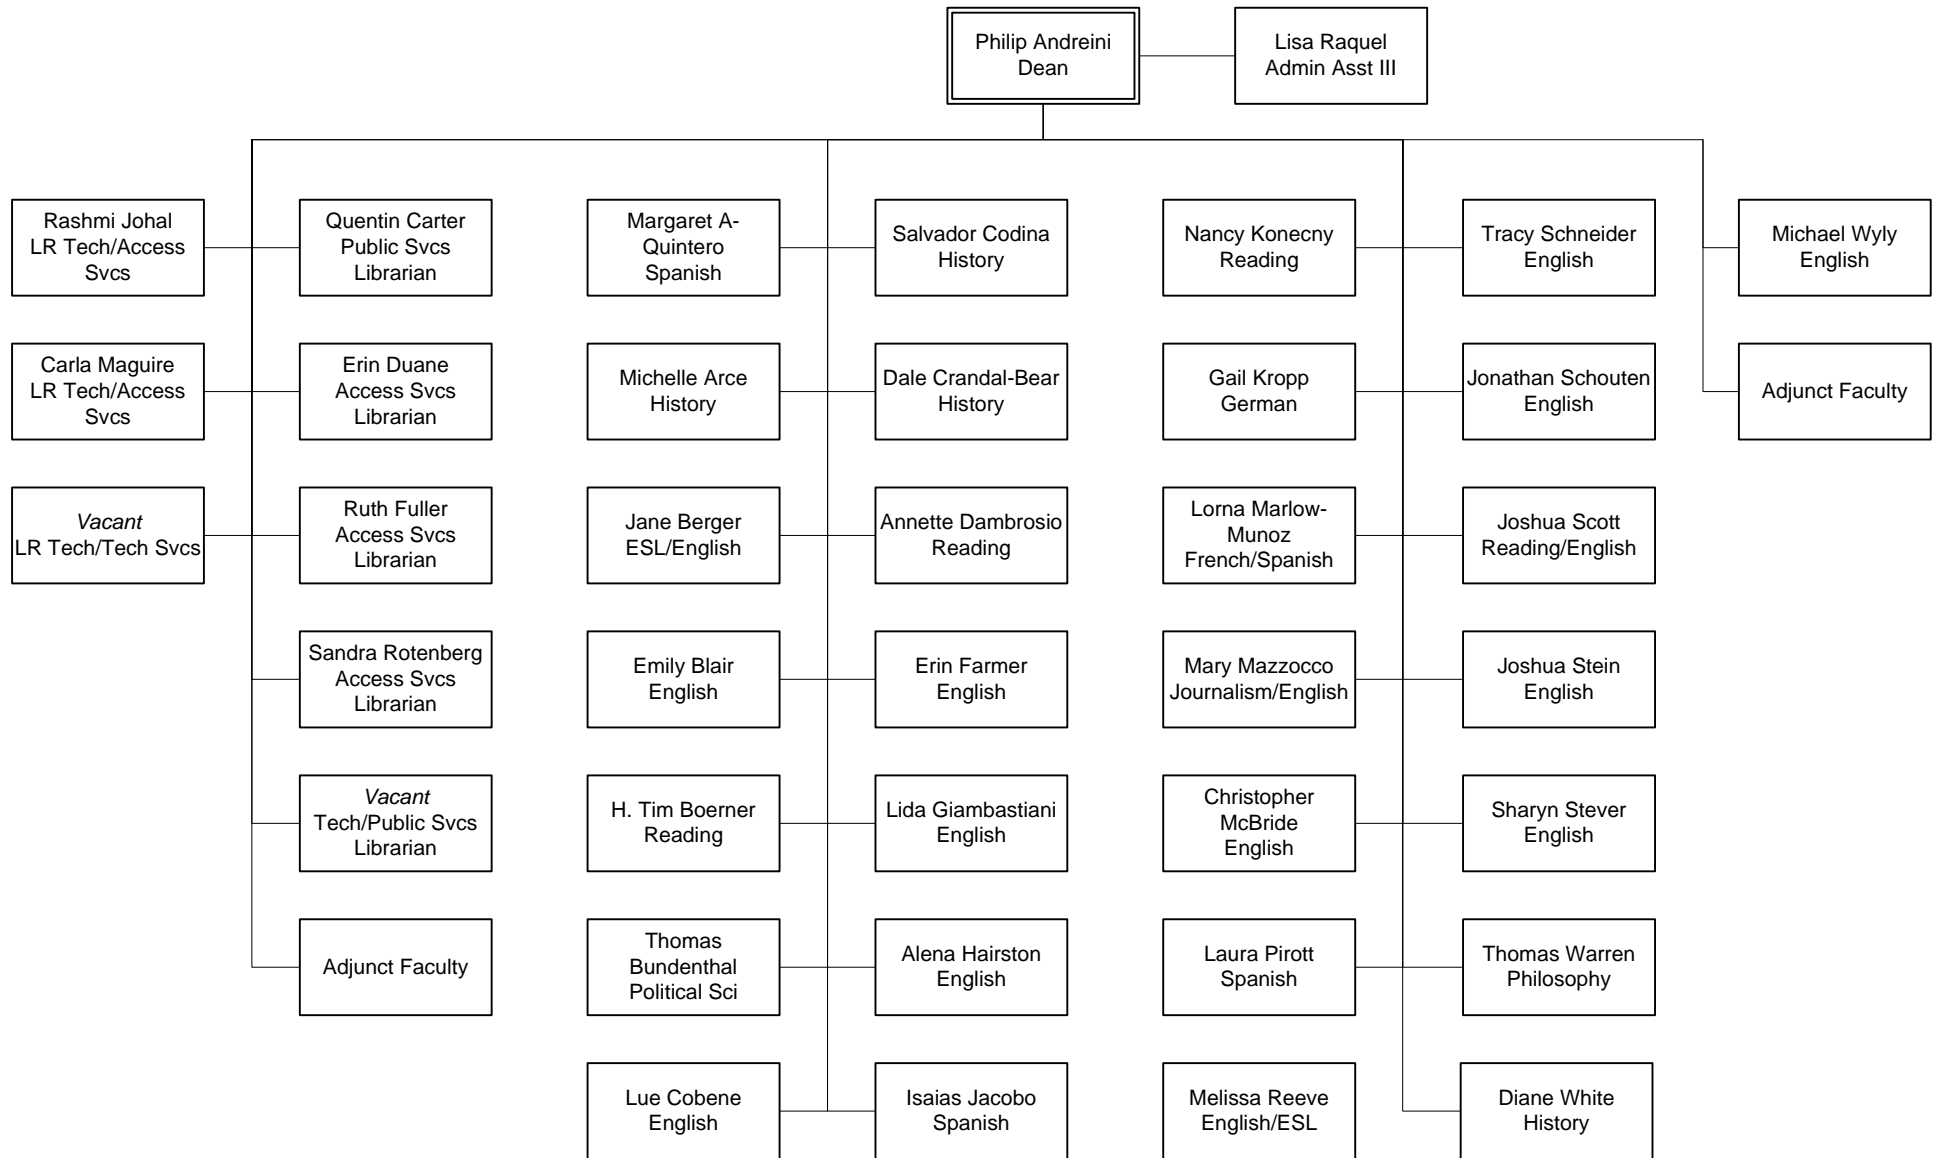 Philip Andreini
Dean
Lisa Raquel
Admin Asst III
Rashmi Johal
LR Tech/Access
Svcs
Quentin Carter
Public Svcs
Librarian
Margaret A-
Quintero
Spanish
Salvador Codina
History
Nancy Konecny
Reading
Tracy Schneider
English
Michael Wyly
English
Carla Maguire
LR Tech/Access
Svcs
Erin Duane
Access Svcs
Librarian
Michelle Arce
History
Dale Crandal-Bear
History
Gail Kropp
German
Jonathan Schouten
English
Adjunct Faculty
Vacant
LR Tech/Tech Svcs
Ruth Fuller
Access Svcs
Librarian
Jane Berger
ESL/English
Annette Dambrosio
Reading
Lorna Marlow-
Munoz
French/Spanish
Joshua Scott
Reading/English
Sandra Rotenberg
Access Svcs
Librarian
Emily Blair
English
Erin Farmer
English
Mary Mazzocco
Journalism/English
Joshua Stein
English
Vacant
Tech/Public Svcs
Librarian
H. Tim Boerner
Reading
Lida Giambastiani
English
Christopher
McBride
English
Sharyn Stever
English
Adjunct Faculty
Thomas
Bundenthal
Political Sci
Alena Hairston
English
Laura Pirott
Spanish
Thomas Warren
Philosophy
Lue Cobene
English
Isaias Jacobo
Spanish
Melissa Reeve
English/ESL
Diane White
History